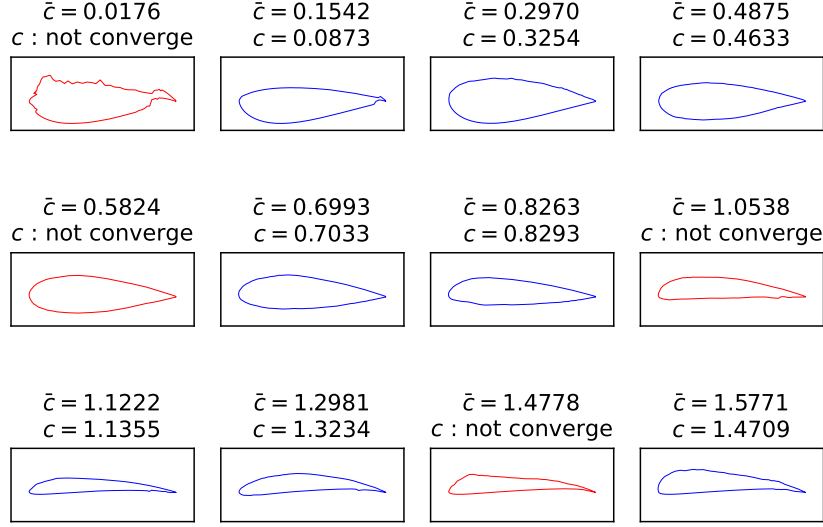 c̄ = 0.0176 c̄ = 0.1542 c̄ = 0.2970 c̄ = 0.4875
c : not converge c = 0.0873 c = 0.3254 c = 0.4633
c̄ = 0.5824 c̄ = 0.6993 c̄ = 0.8263 c̄ = 1.0538
c : not converge c = 0.7033 c = 0.8293 c : not converge
c̄ = 1.1222 c̄ = 1.2981 c̄ = 1.4778 c̄ = 1.5771
c = 1.1355 c = 1.3234 c : not converge c = 1.4709